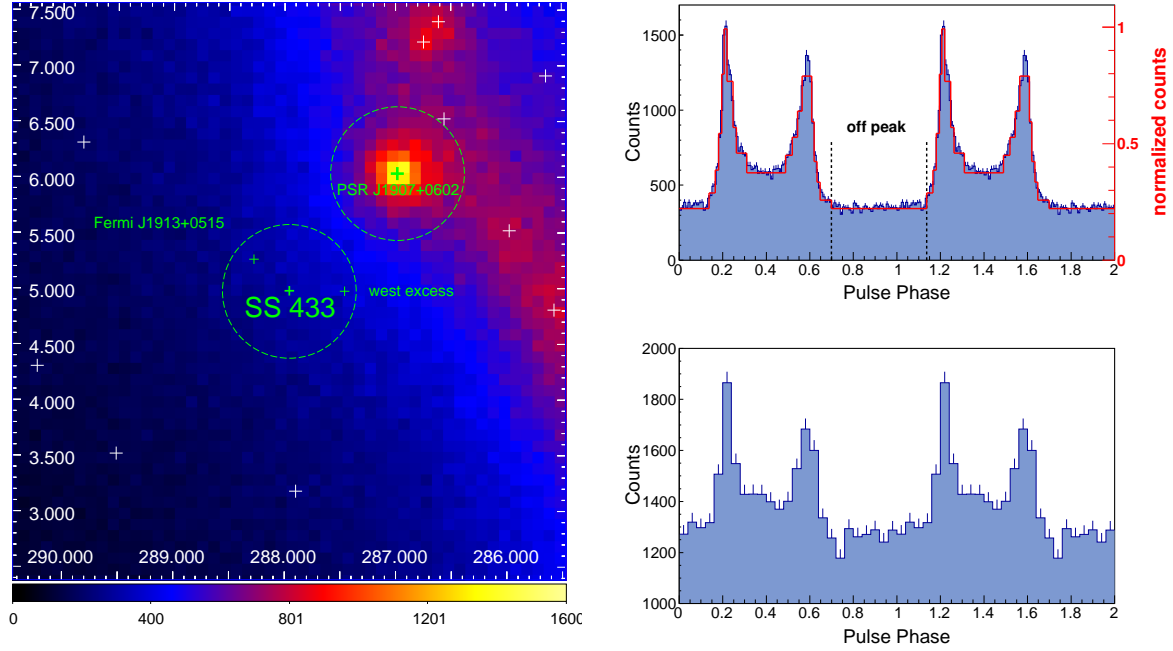 7.500
7.000
6.500
6.000
5.500
5.000
4.500
4.000
3.500
3.000
290.000 289.000 288.000 287.000 286.000
PSR J1907+0602
Fermi J1913+0515
west excess
SS 433
0 400 801 1201 1600
Counts
1500
1000
500
0
off peak
1
0.5
0
normalized counts
0 0.2 0.4 0.6 0.8 1 1.2 1.4 1.6 1.8 2
Pulse Phase
Counts
2000
1800
1600
1400
1200
1000
0 0.2 0.4 0.6 0.8 1 1.2 1.4 1.6 1.8 2
Pulse Phase